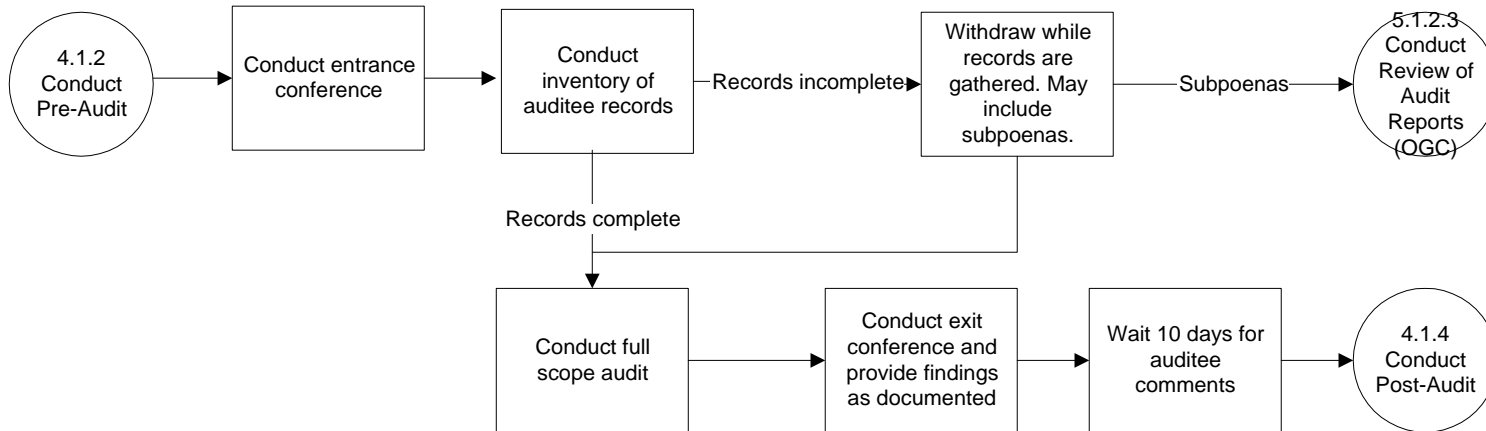 4.1.2
Conduct
Pre-Audit
Conduct entrance
conference
Conduct
inventory of
auditee records
Records incomplete
Withdraw while
records are
gathered. May
include
subpoenas.
Subpoenas
5.1.2.3
Conduct
Review of
Audit
Reports
(OGC)
Records complete
Conduct full
scope audit
Conduct exit
conference and
provide findings
as documented
Wait 10 days for
auditee
comments
4.1.4
Conduct
Post-Audit